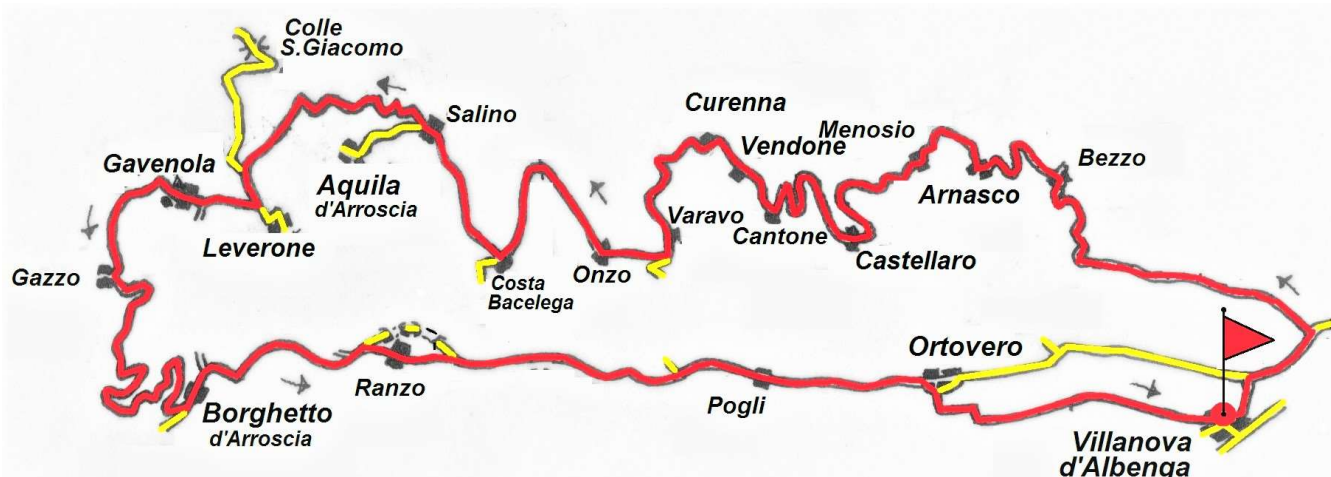 Colle
S.Giacomo
Salino
Curenna
Vendone
Menosio
Bezzo
Gavenola
Aquila
d'Arroscia
Arnasco
Leverone
Varavo
Cantone
Castellaro
Gazzo
Costa
Bacelega
Onzo
Ortovero
Ranzo
Pogli
Borghetto
d'Arroscia
Villanova
d'Albenga